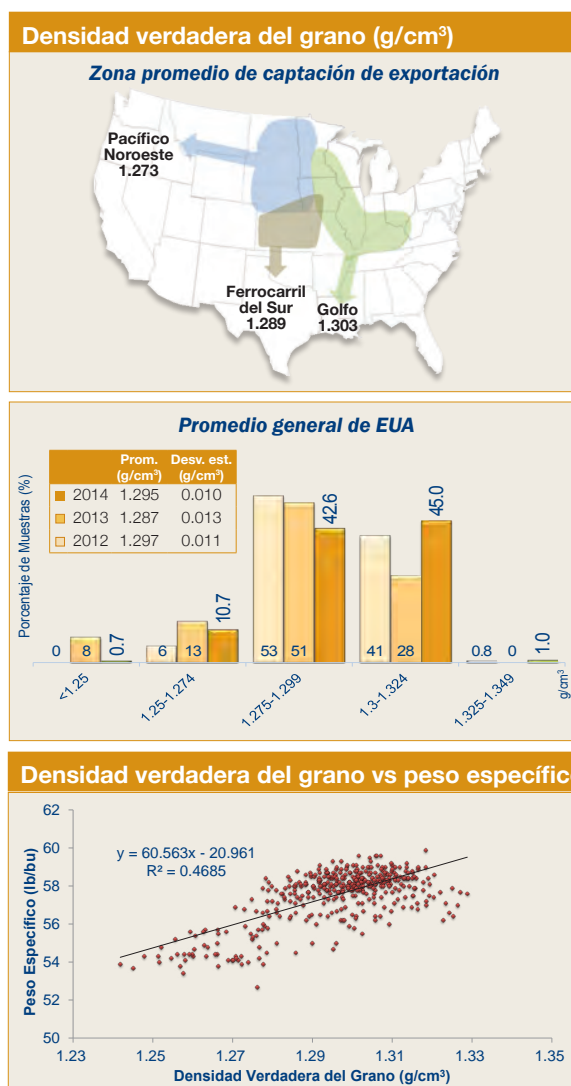 Densidad verdadera del grano (g/cm³)
Zona promedio de captación de exportación
Pacífico
Noroeste
1.273
Ferrocarril
del Sur
1.289
Golfo
1.303
Promedio general de EUA
Prom. Desv. est.
(g/cm³) (g/cm³)
2014 1.295 0.010
2013 1.287 0.013
2012 1.297 0.011
Porcentaje de Muestras (%)
0 8 0.7
6 13 10.7
53 51 42.6
41 28 45.0
0.8 0 1.0
<1.25
1.25-1.274
1.275-1.299
1.3-1.324
1.325-1.349
g/cm³
Densidad verdadera del grano vs peso específico
y = 60.563x - 20.961
R² = 0.4685
Peso Específico (lb/bu)
62
60
58
56
54
52
50
1.23 1.25 1.27 1.29 1.31 1.33 1.35
Densidad Verdadera del Grano (g/cm³)